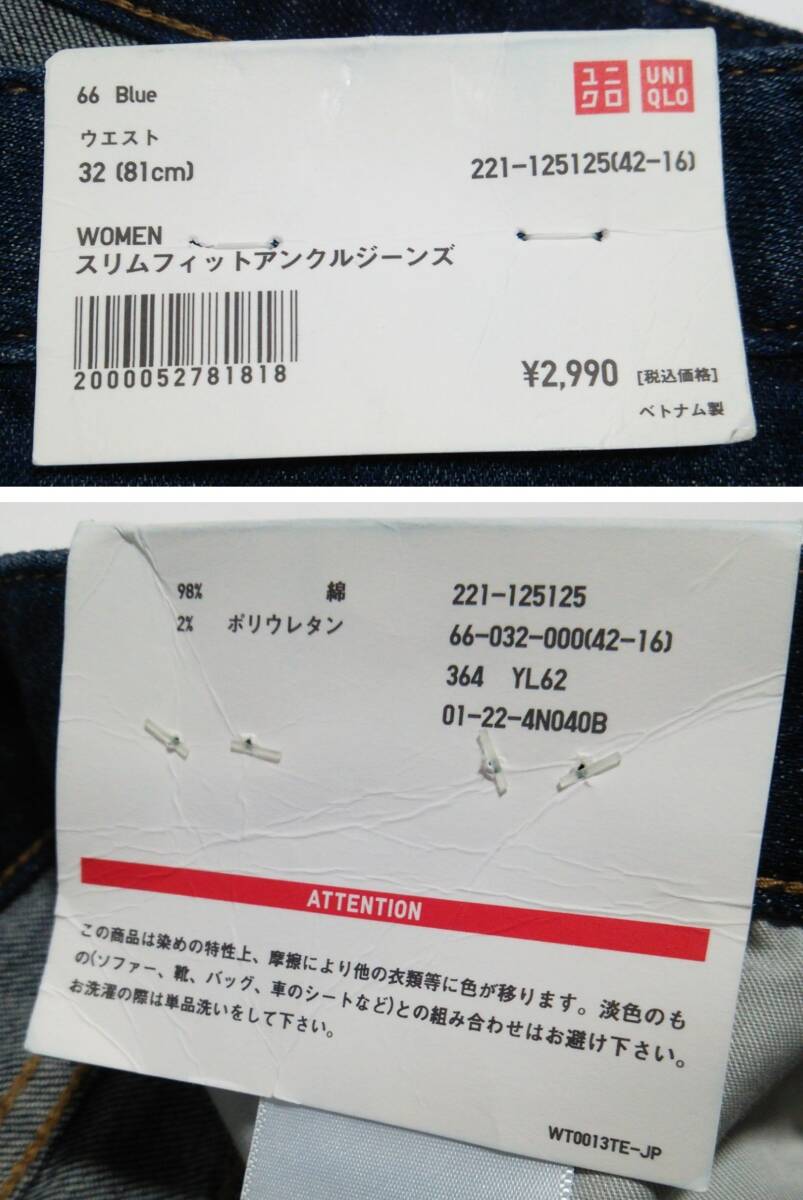 66 Blue
ユニクロ UNIQLO
ウエスト
32 (81cm)
221-125125(42-16)
WOMEN
スリムフィットアンクルジーンズ
2000052781818
¥2,990 [税込価格]
ベトナム製
98% 綿
2% ポリウレタン
221-125125
66-032-000(42-16)
364 YL62
01-22-4N040B
ATTENTION
この商品は染めの特性上、摩擦により他の衣類等に色が移ります。淡色のも
の(ソファー、靴、バッグ、車のシートなど)との組み合わせはお避け下さい。
お洗濯の際は単品洗いをして下さい。
WT0013TE-JP